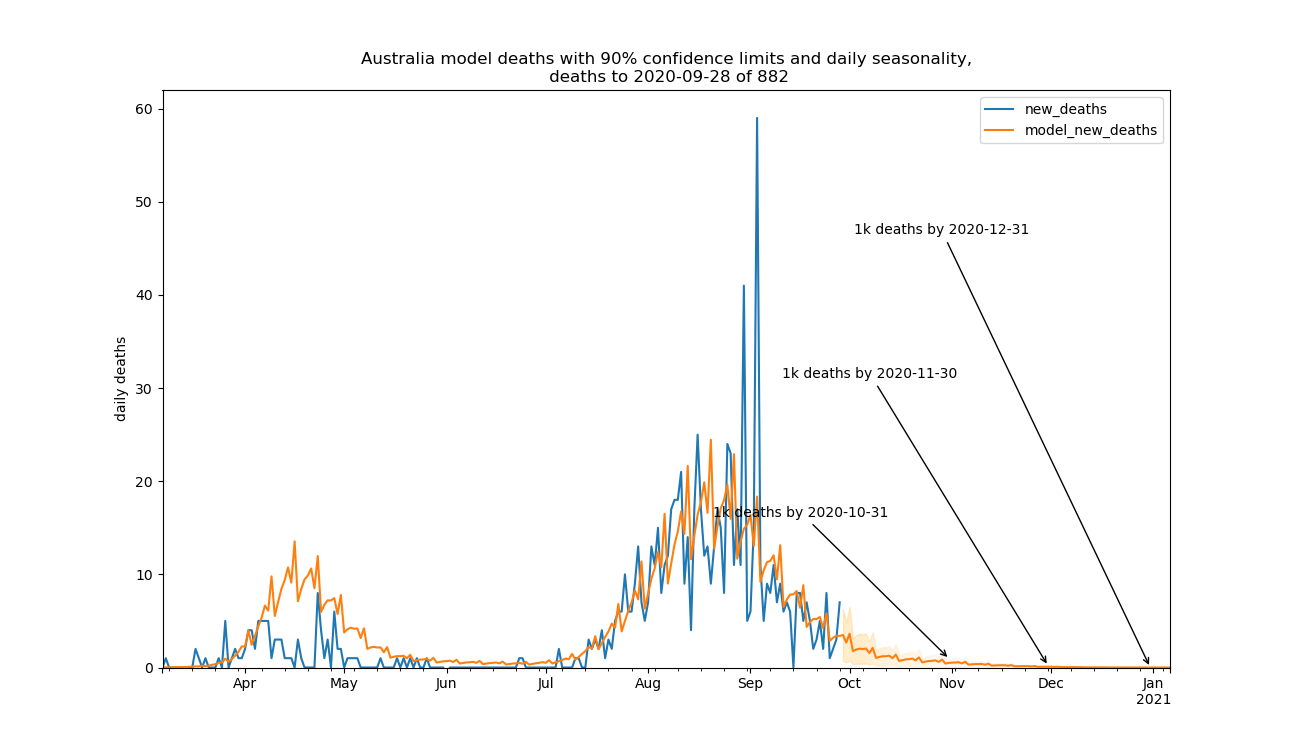 Australia model deaths with 90% confidence limits and daily seasonality,
deaths to 2020-09-28 of 882
new_deaths
model_new_deaths
daily deaths
60
50
40
30
20
10
0
1k deaths by 2020-12-31
1k deaths by 2020-11-30
1k deaths by 2020-10-31
Apr May Jun Jul Aug Sep Oct Nov Dec Jan
2021